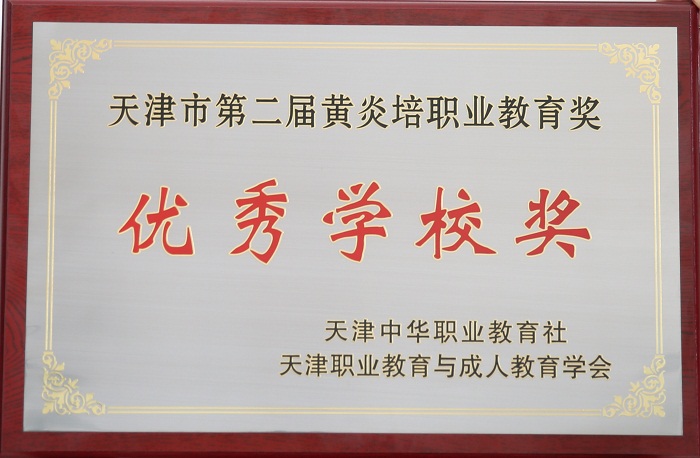 天津市第二届黄炎培职业教育奖
优秀学校奖
天津中华职业教育社
天津职业教育与成人教育学会